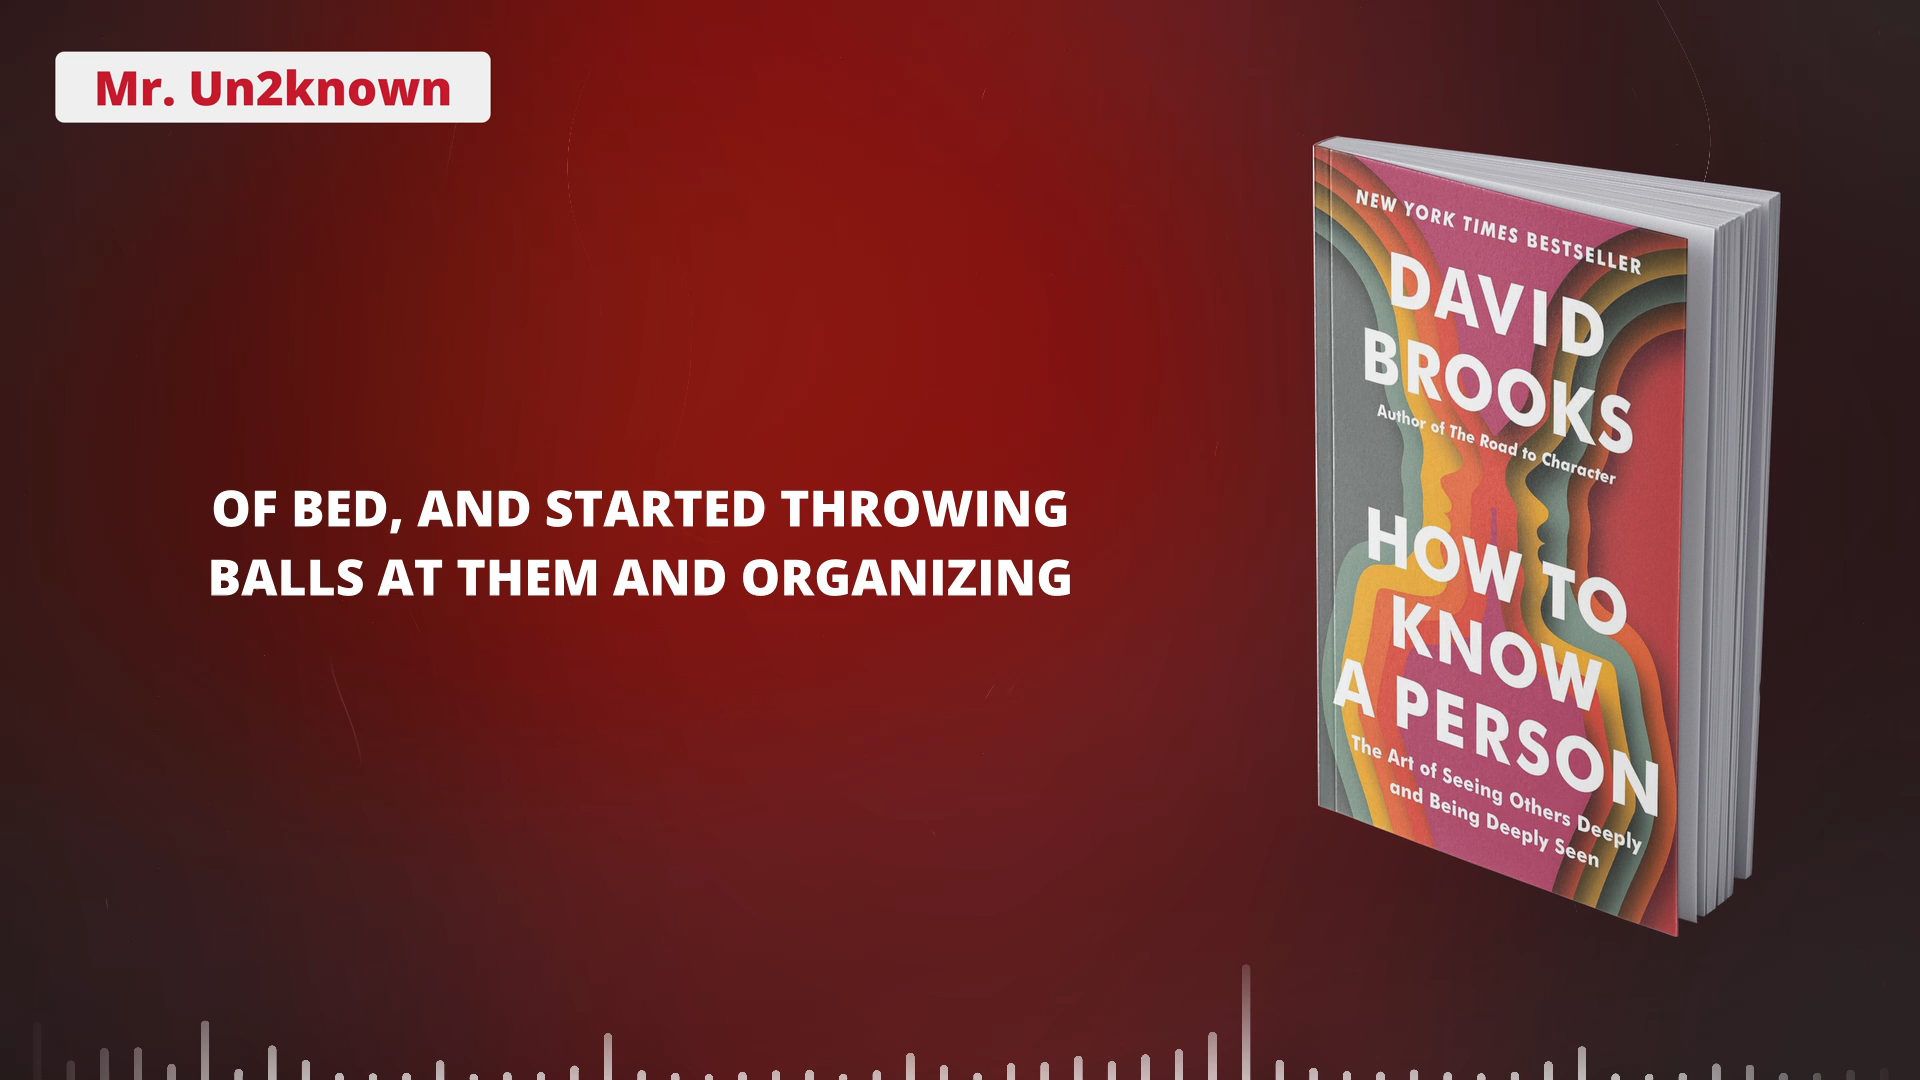 Mr. Un2known
OF BED, AND STARTED THROWING
BALLS AT THEM AND ORGANIZING
NEW YORK TIMES BESTSELLER
DAVID
BROOKS
Author of The Road to Character
HOW TO
KNOW
A PERSON
The Art of Seeing Others Deeply
and Being Deeply Seen